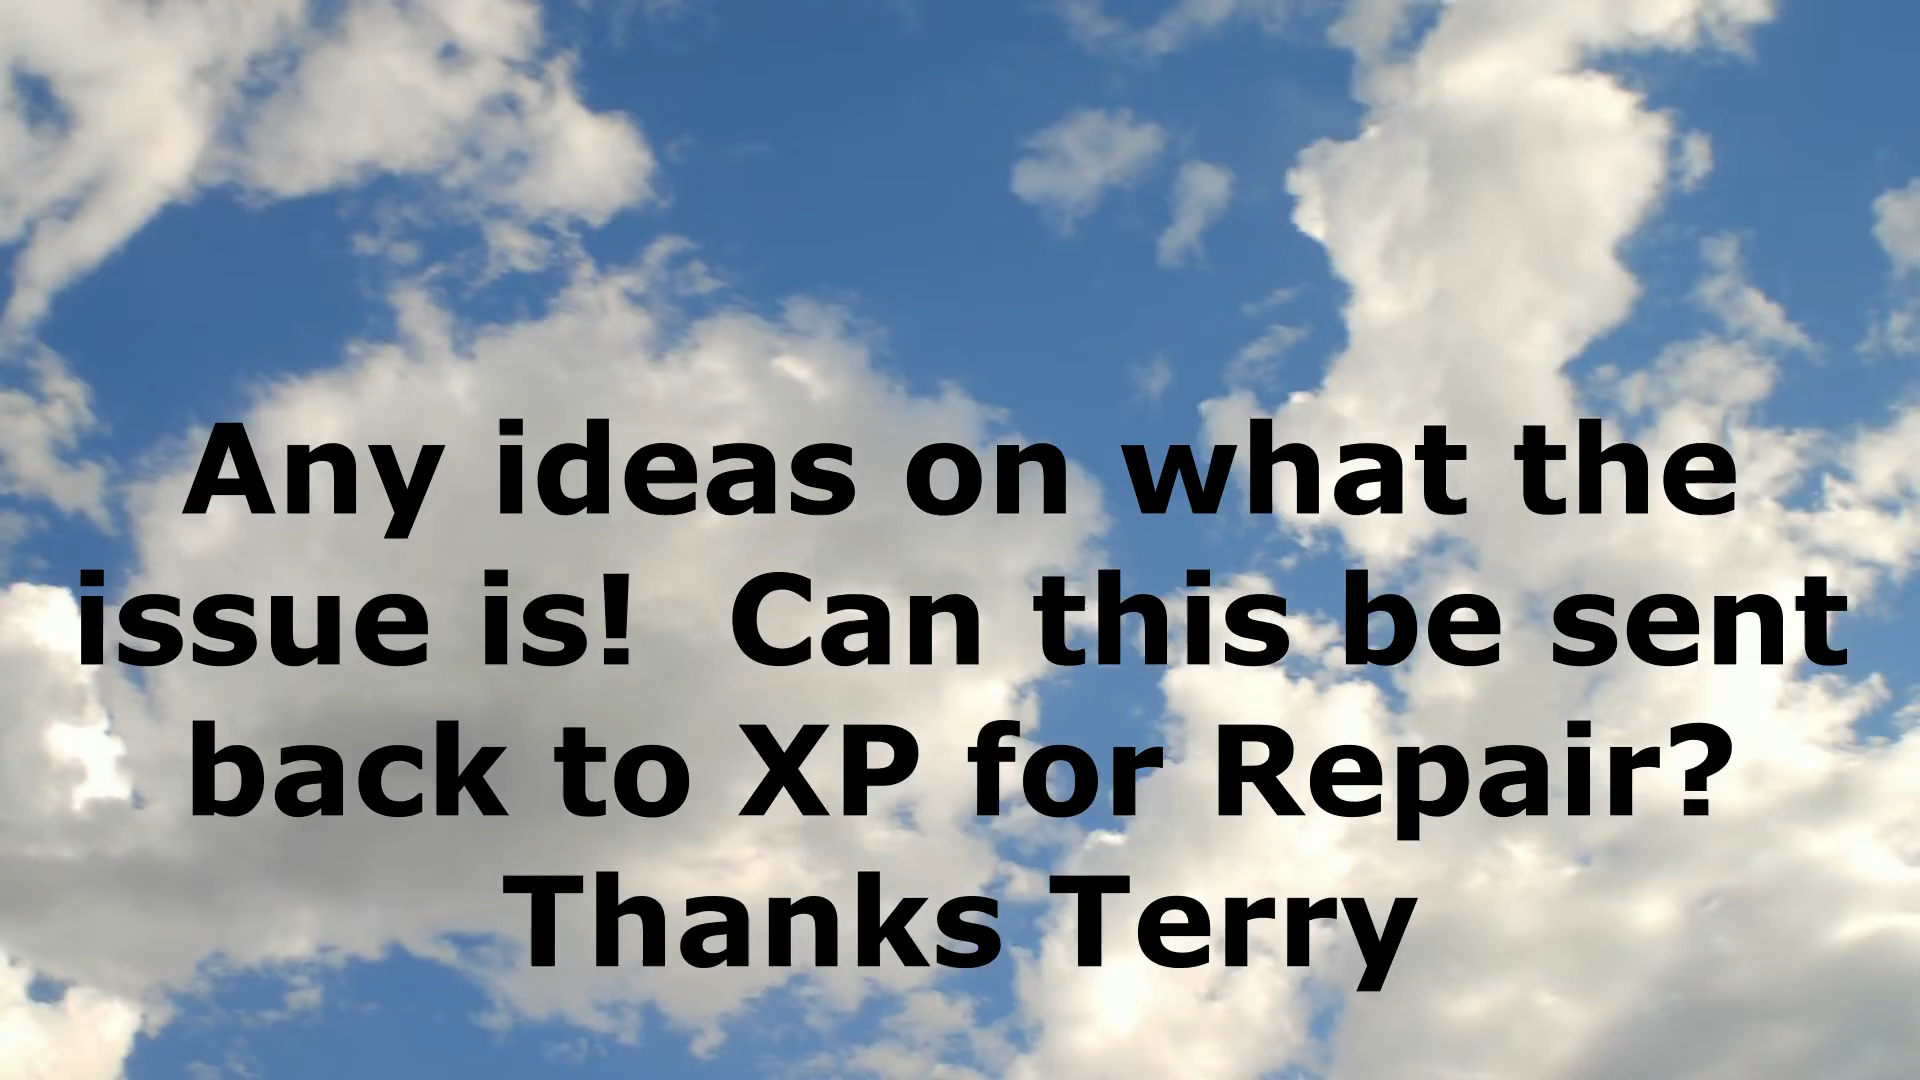 Any ideas on what the
issue is!  Can this be sent
back to XP for Repair?
Thanks Terry